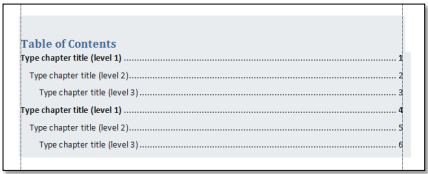 Table of Contents
Type chapter title (level 1) ........................................................................................................ 1
Type chapter title (level 2)..................................................................................................... 2
Type chapter title (level 3) ................................................................................................. 3
Type chapter title (level 1) ........................................................................................................ 4
Type chapter title (level 2)..................................................................................................... 5
Type chapter title (level 3) ................................................................................................. 6